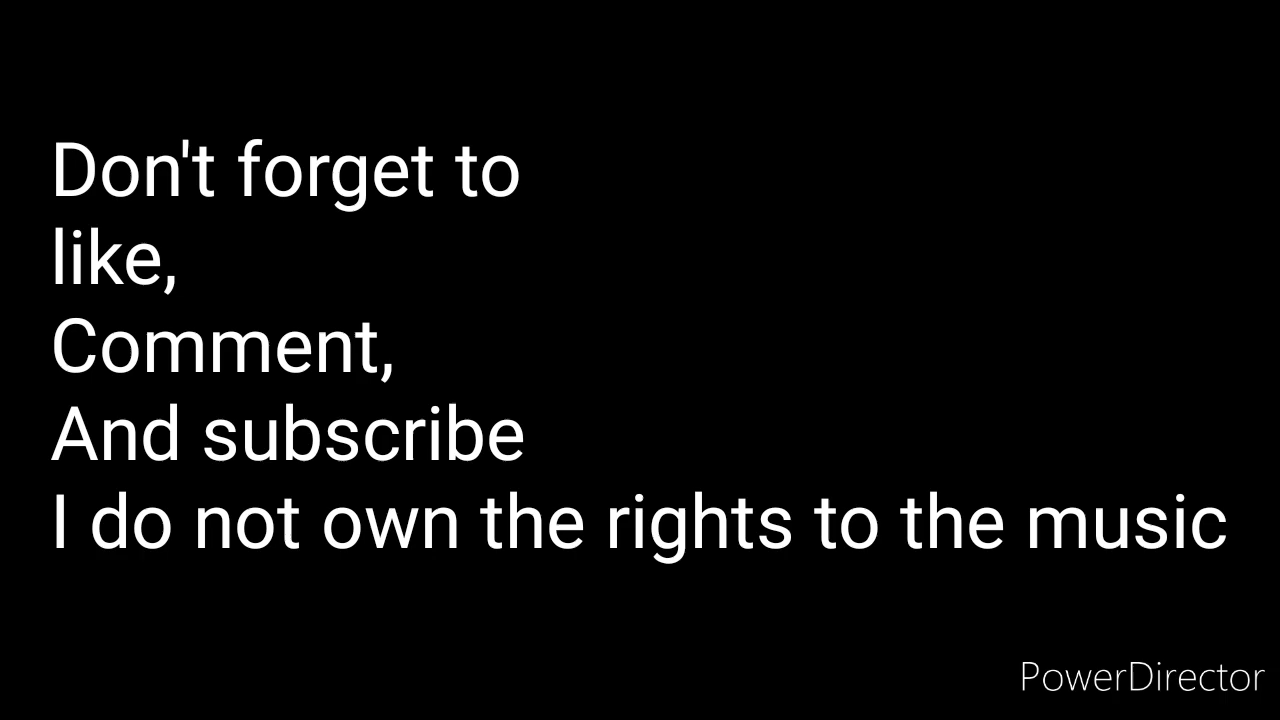 Don't forget to
like,
Comment,
And subscribe
I do not own the rights to the music
PowerDirector